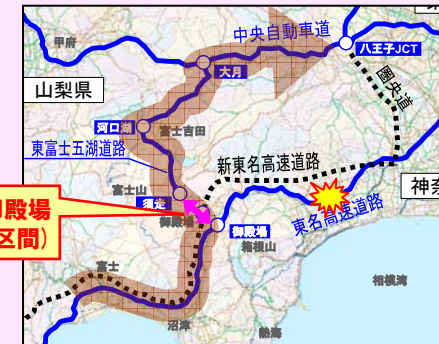 甲府
中央自動車道
八王子JCT
大月
山梨県
圏央道
河口湖
富士吉田
東富士五湖道路
新東名高速道路
富士山
須走
殿場
区間）
御殿場
御殿場
東名高速道路
箱根山
富士
相模湾
沼津
熱海